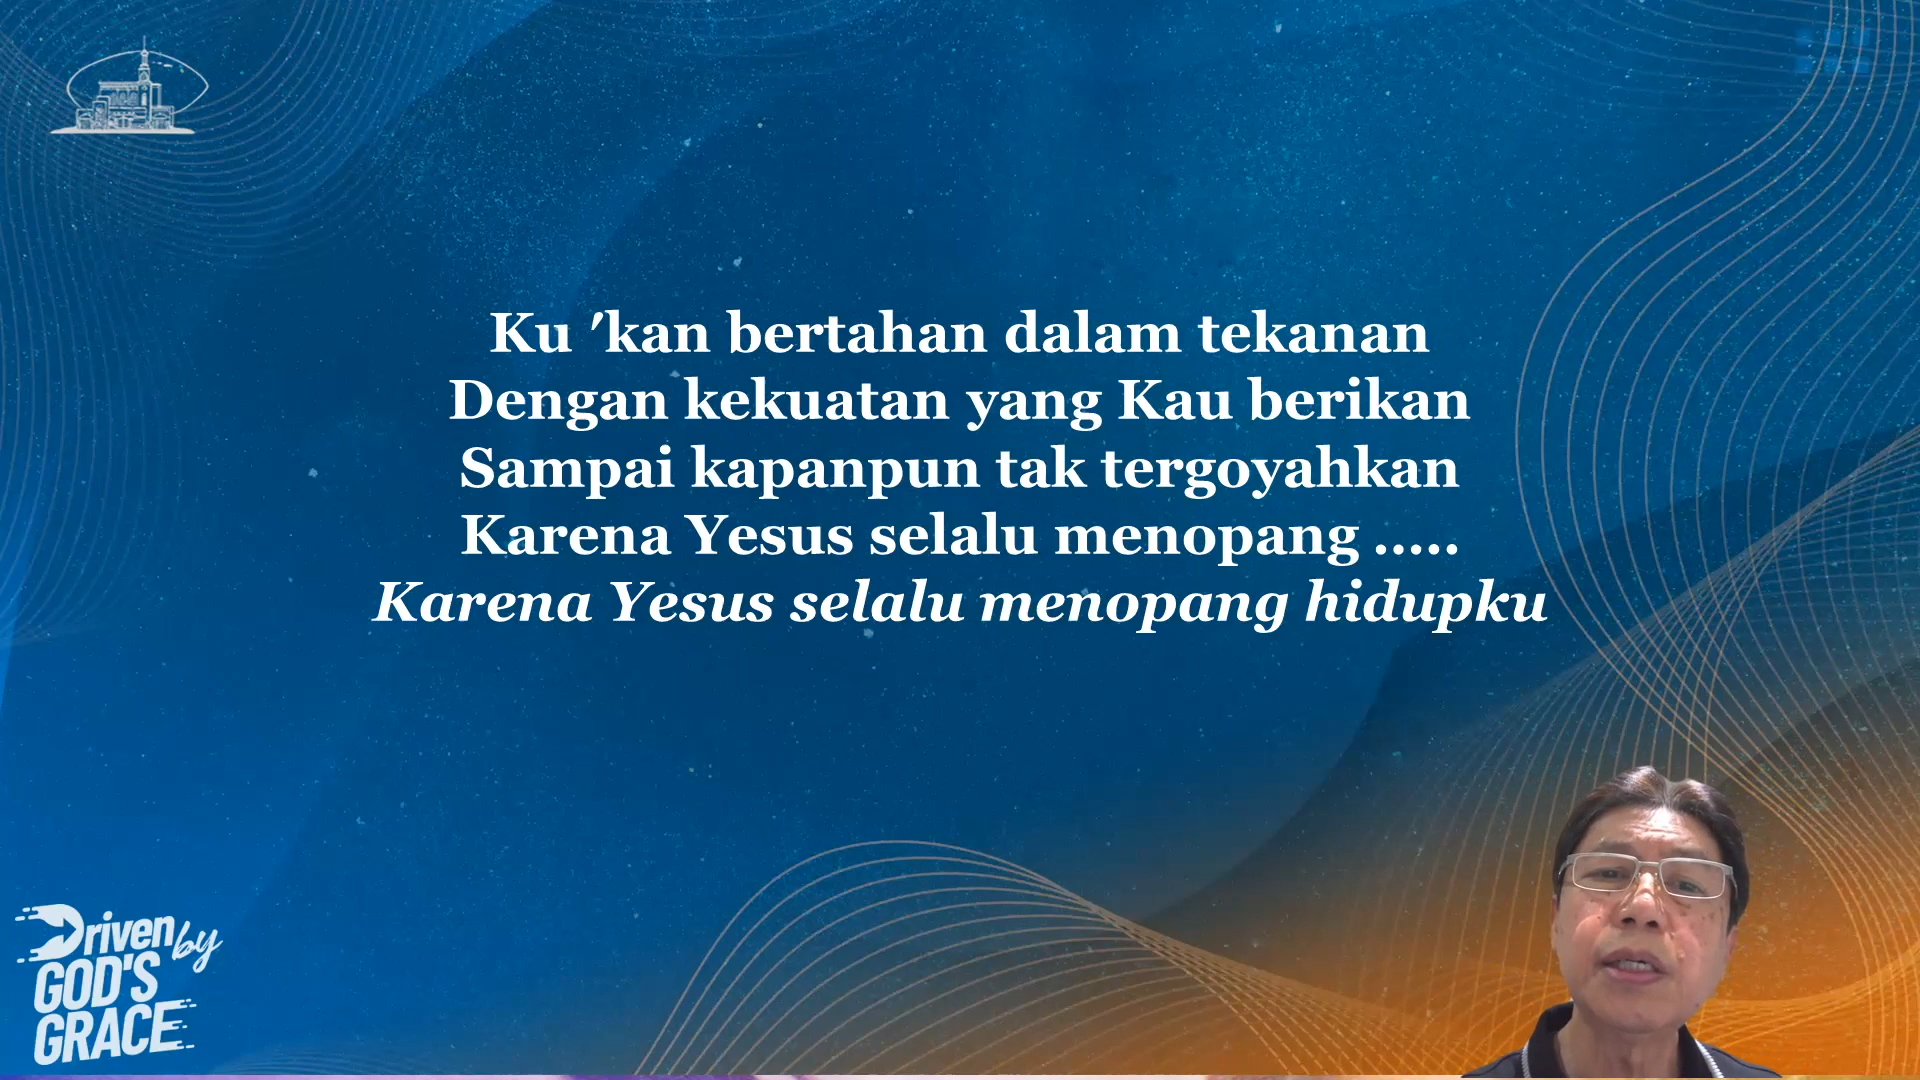 Ku ′kan bertahan dalam tekanan
Dengan kekuatan yang Kau berikan
Sampai kapanpun tak tergoyahkan
Karena Yesus selalu menopang .....
Karena Yesus selalu menopang hidupku
Driven by
GOD'S
GRACE